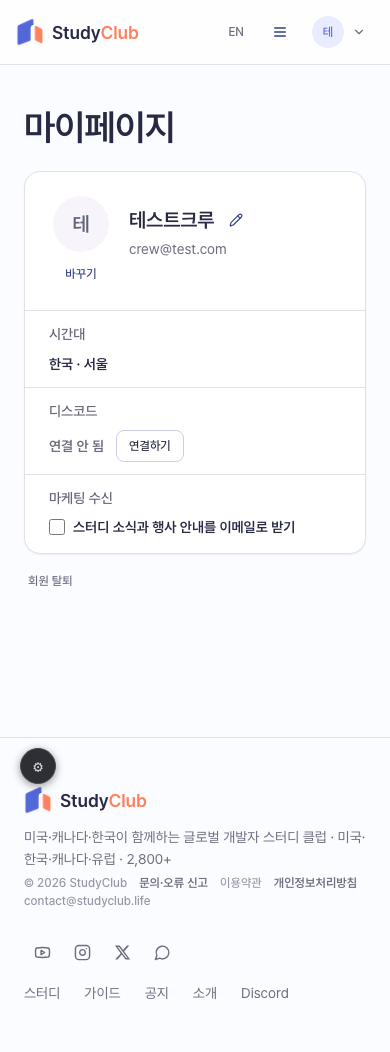 StudyClub
EN
테
마이페이지
테
테스트크루
crew@test.com
바꾸기
시간대
한국 · 서울
디스코드
연결 안 됨
연결하기
마케팅 수신
스터디 소식과 행사 안내를 이메일로 받기
회원 탈퇴
StudyClub
미국·캐나다·한국이 함께하는 글로벌 개발자 스터디 클럽 · 미국·
한국·캐나다·유럽 · 2,800+
© 2026 StudyClub 문의·오류 신고 이용약관 개인정보처리방침
contact@studyclub.life
스터디 가이드 공지 소개 Discord